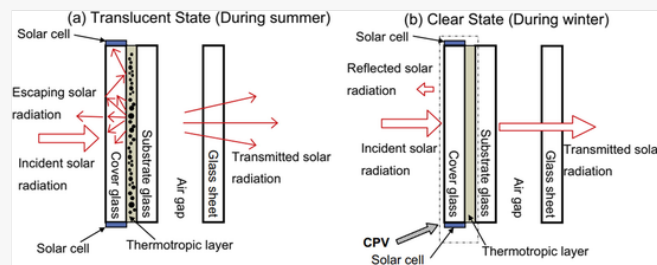 (a) Translucent State (During summer)
Solar cell
Escaping solar
radiation
Incident solar
radiation
Cover glass
Substrate glass
Air gap
Glass sheet
Transmitted solar
radiation
Solar cell
Thermotropic layer
(b) Clear State (During winter)
Solar cell
Reflected solar
radiation
Incident solar
radiation
Cover glass
Substrate glass
Air gap
Glass sheet
Transmitted solar
radiation
CPV
Solar cell
Thermotropic layer